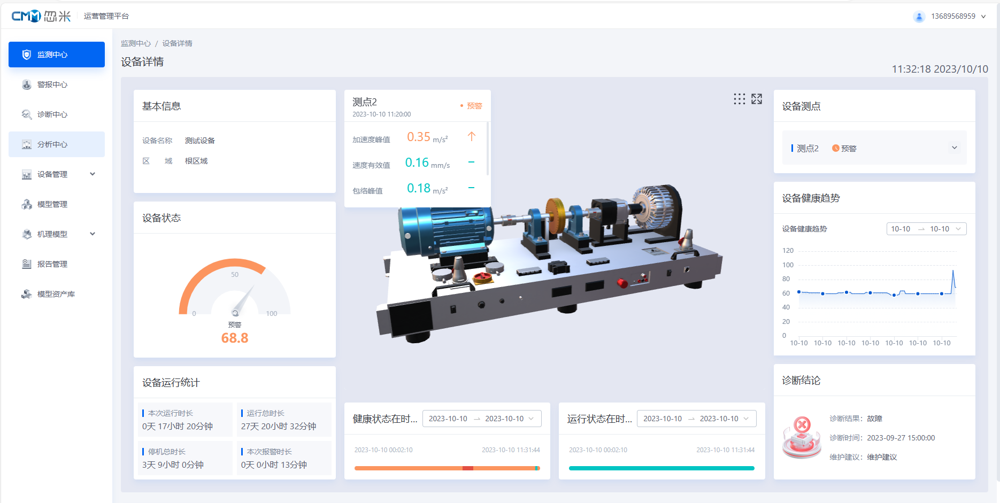 CMM 忽米
运营管理平台
13689568959
监测中心
警报中心
诊断中心
分析中心
设备管理
模型管理
机理模型
报告管理
模型资产库
监测中心 / 设备详情
设备详情
11:32:18 2023/10/10
基本信息
设备名称 测试设备
区 域 根区域
设备状态
50
0
100
预警
68.8
设备运行统计
本次运行时长
0天 17小时 20分钟
运行总时长
27天 20小时 32分钟
停机总时长
3天 9小时 0分钟
本次报警时长
0天 0小时 13分钟
测点2
预警
2023-10-10 11:20:00
加速度峰值 0.35 m/s²
速度有效值 0.16 mm/s
包络峰值 0.18 m/s²
健康状态在时... 2023-10-10 → 2023-10-10
2023-10-10 00:02:10 2023-10-10 11:31:44
运行状态在时... 2023-10-10 → 2023-10-10
2023-10-10 00:02:10 2023-10-10 11:31:44
设备测点
测点2 预警
设备健康趋势
设备健康趋势 10-10 → 10-10
120
100
80
60
40
20
0
10-10 10-10 10-10 10-10 10-10 10-10 10-10
诊断结论
诊断结果: 故障
诊断时间: 2023-09-27 15:00:00
维护建议: 维护建议